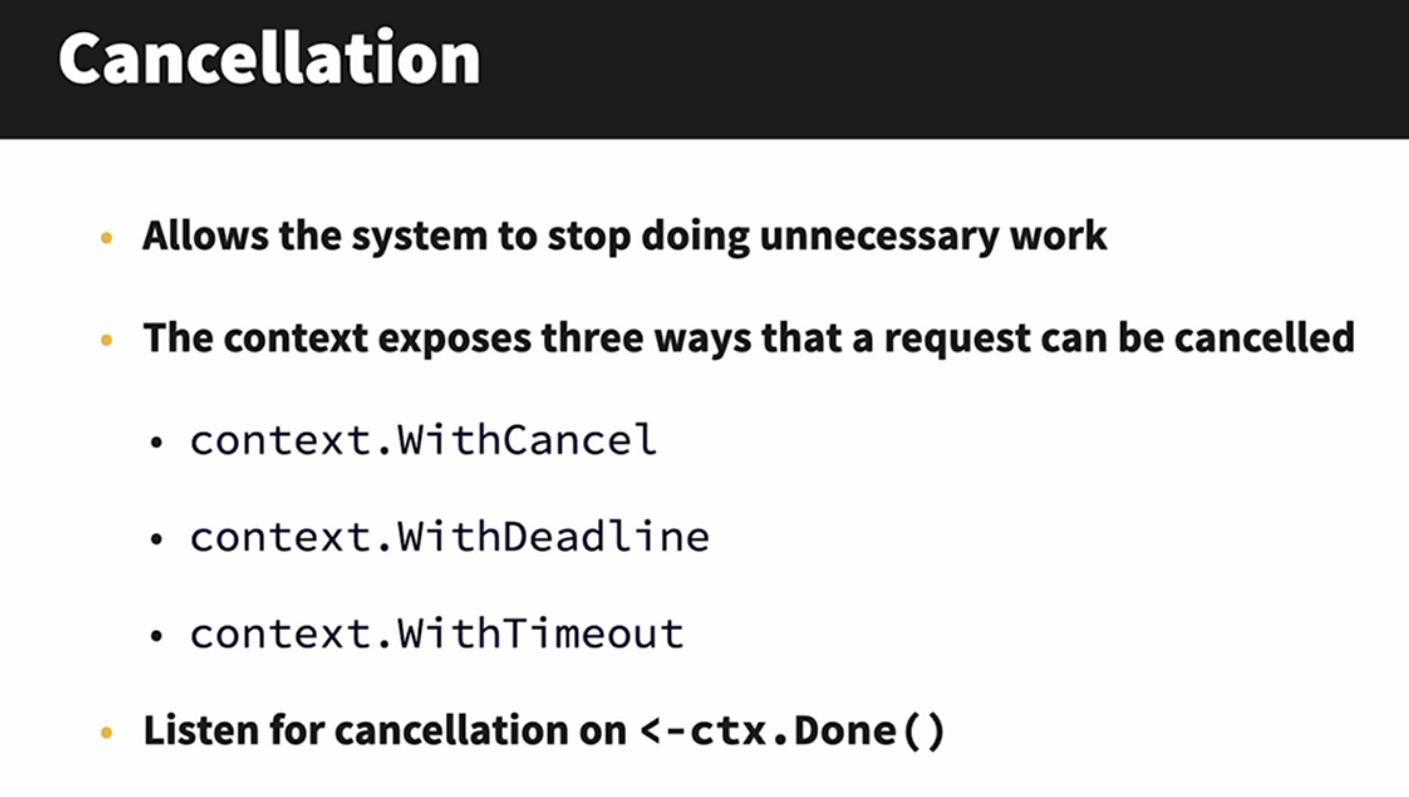 Cancellation
• Allows the system to stop doing unnecessary work
• The context exposes three ways that a request can be cancelled
• context.WithCancel
• context.WithDeadline
• context.WithTimeout
• Listen for cancellation on <-ctx.Done()